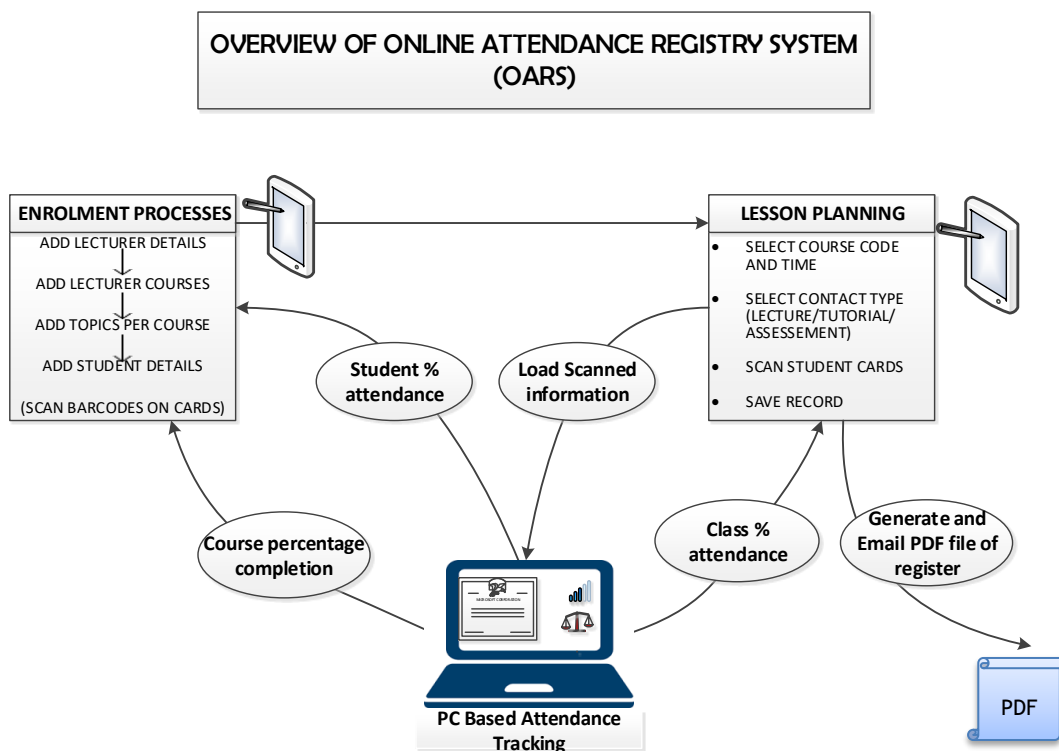 OVERVIEW OF ONLINE ATTENDANCE REGISTRY SYSTEM
(OARS)
ENROLMENT PROCESSES
ADD LECTURER DETAILS
ADD LECTURER COURSES
ADD TOPICS PER COURSE
ADD STUDENT DETAILS
(SCAN BARCODES ON CARDS)
LESSON PLANNING
• SELECT COURSE CODE
AND TIME
• SELECT CONTACT TYPE
(LECTURE/TUTORIAL/
ASSESSEMENT)
• SCAN STUDENT CARDS
• SAVE RECORD
Student %
attendance
Load Scanned
information
Course percentage
completion
Class %
attendance
Generate and
Email PDF file of
register
MICROSOFT CORPORATION
PC Based Attendance
Tracking
PDF